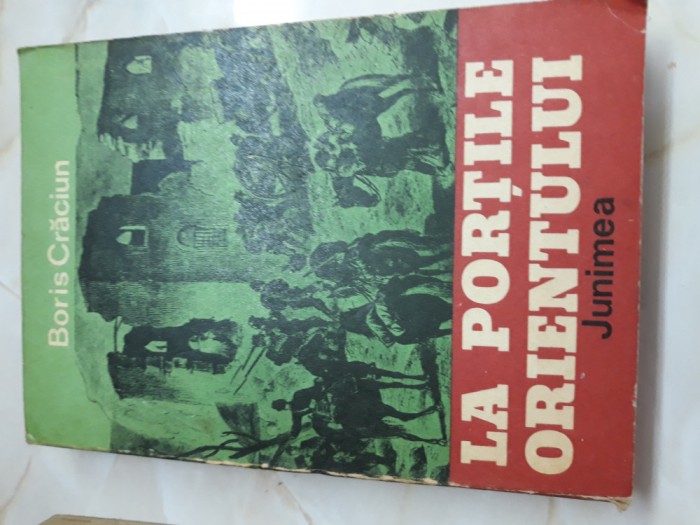 Boris Crăciun
LA PORȚILE
ORIENTULUI
Junimea